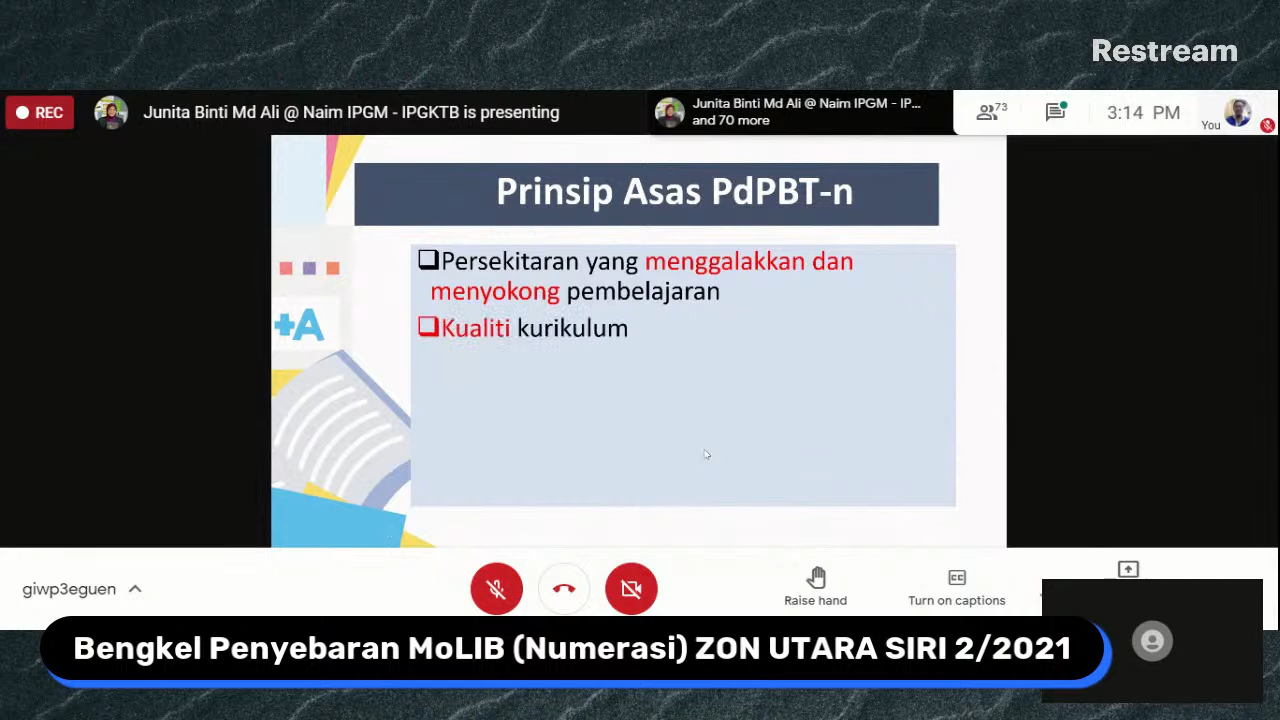 Restream
REC
Junita Binti Md Ali @ Naim IPGM - IPGKTB is presenting
Junita Binti Md Ali @ Naim IPGM - IP...
and 70 more
73
3:14 PM
You
Prinsip Asas PdPBT-n
Persekitaran yang menggalakkan dan
menyokong pembelajaran
Kualiti kurikulum
+A
giwp3eguen
CC
Raise hand
Turn on captions
Bengkel Penyebaran MoLIB (Numerasi) ZON UTARA SIRI 2/2021